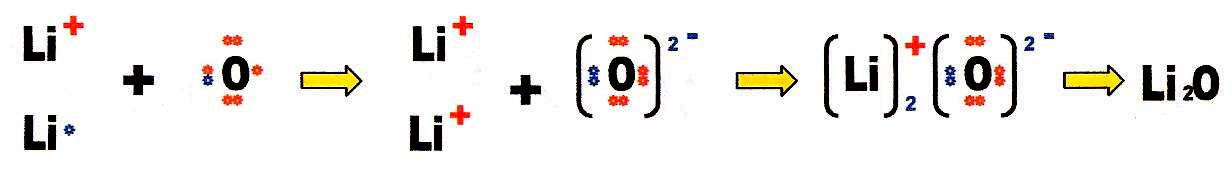 Li+ + O → Li+ + (O)2- → (Li)2+ (O)2- → Li2O
Li Li+